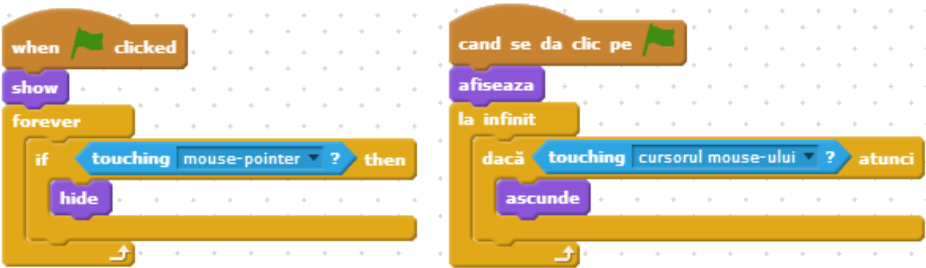 when clicked
show
forever
if touching mouse-pointer ? then
hide
cand se da clic pe
afiseaza
la infinit
dacă touching cursorul mouse-ului ? atunci
ascunde